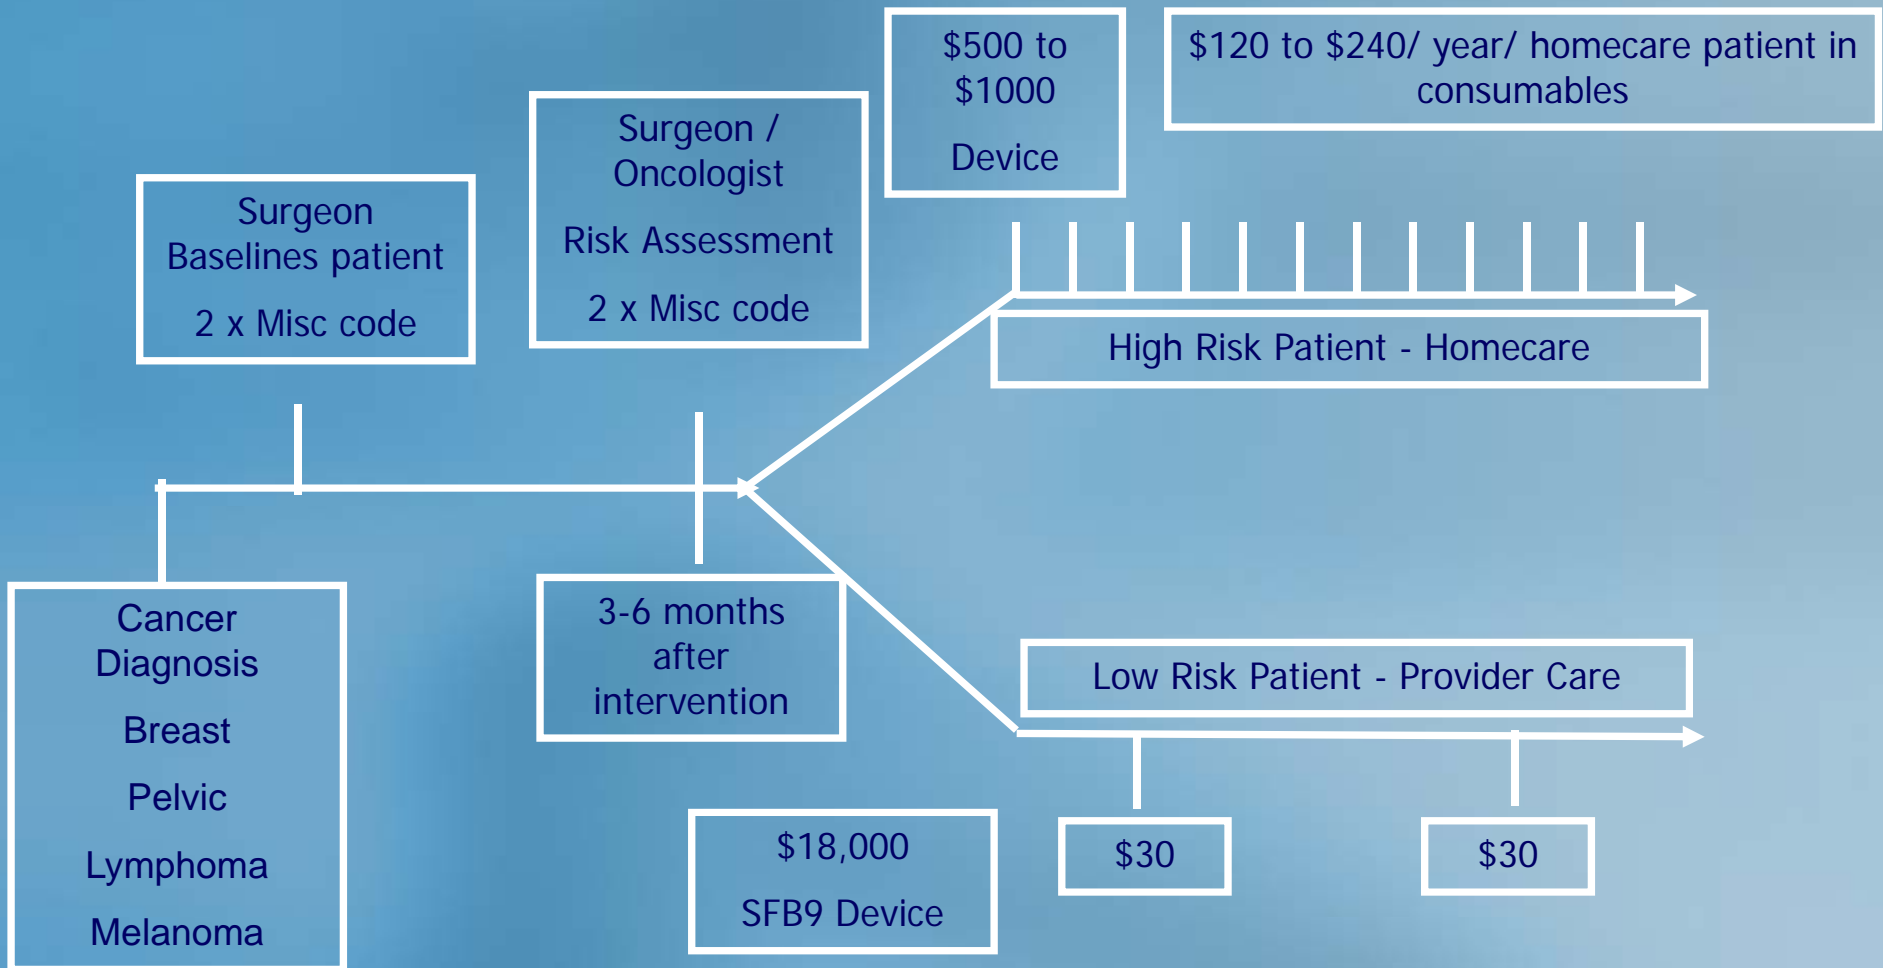 $500 to
$1000
Device
$120 to $240/ year/ homecare patient in
consumables
Surgeon /
Oncologist
Risk Assessment
2 x Misc code
Surgeon
Baselines patient
2 x Misc code
High Risk Patient - Homecare
Cancer
Diagnosis
Breast
Pelvic
Lymphoma
Melanoma
3-6 months
after
intervention
Low Risk Patient - Provider Care
$18,000
SFB9 Device
$30
$30